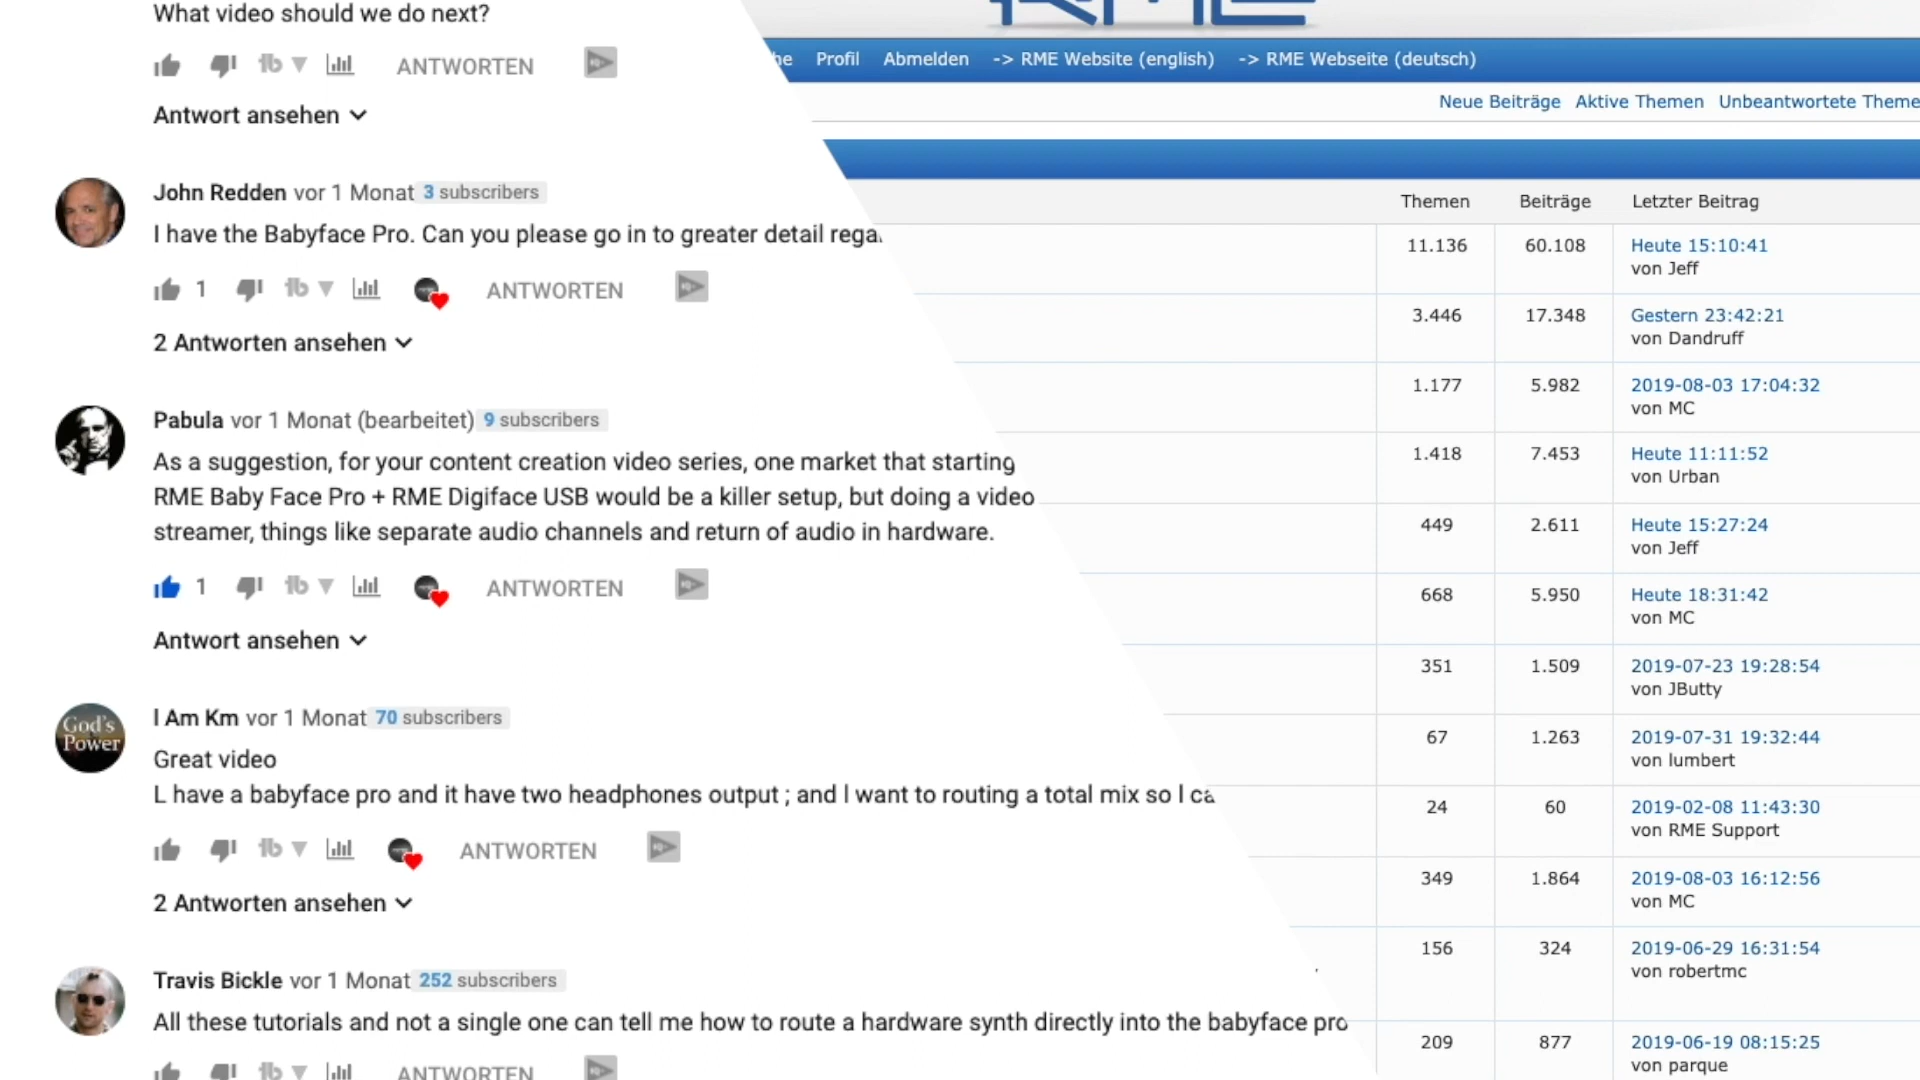 What video should we do next?
ANTWORTEN
Antwort ansehen
John Redden vor 1 Monat 3 subscribers
I have the Babyface Pro. Can you please go in to greater detail
1 ANTWORTEN
2 Antworten ansehen
Pabula vor 1 Monat (bearbeitet) 9 subscribers
As a suggestion, for your content creation video series, one market that starting
RME Baby Face Pro + RME Digiface USB would be a killer setup, but doing a video
streamer, things like separate audio channels and return of audio in hardware.
1 ANTWORTEN
Antwort ansehen
God's
Power
I Am Km vor 1 Monat 70 subscribers
Great video
L have a babyface pro and it have two headphones output ; and I want to routing a total mix so I
ANTWORTEN
2 Antworten ansehen
Travis Bickle vor 1 Monat 252 subscribers
All these tutorials and not a single one can tell me how to route a hardware synth directly into the babyface pro
ANTWORTEN
RME
Profil Abmelden -> RME Website (english) -> RME Webseite (deutsch)
Neue Beiträge Aktive Themen Unbeantwortete Theme
Themen Beiträge Letzter Beitrag
11.136 60.108 Heute 15:10:41
von Jeff
3.446 17.348 Gestern 23:42:21
von Dandruff
1.177 5.982 2019-08-03 17:04:32
von MC
1.418 7.453 Heute 11:11:52
von Urban
449 2.611 Heute 15:27:24
von Jeff
668 5.950 Heute 18:31:42
von MC
351 1.509 2019-07-23 19:28:54
von JButty
67 1.263 2019-07-31 19:32:44
von lumbert
24 60 2019-02-08 11:43:30
von RME Support
349 1.864 2019-08-03 16:12:56
von MC
156 324 2019-06-29 16:31:54
von robertmc
209 877 2019-06-19 08:15:25
von parque